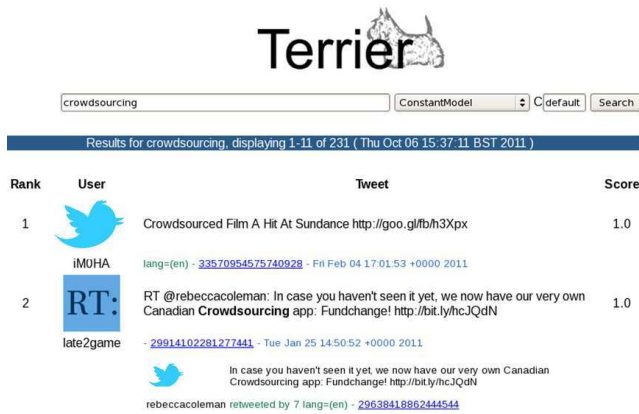 Terrier
crowdsourcing ConstantModel C default Search
Results for crowdsourcing, displaying 1-11 of 231 ( Thu Oct 06 15:37:11 BST 2011 )
Rank User Tweet Score
1 Crowdsourced Film A Hit At Sundance http://goo.gl/fb/h3Xpx 1.0
iM0HA lang=(en) - 33570954575740928 - Fri Feb 04 17:01:53 +0000 2011
RT:
2 RT @rebeccacoleman: In case you haven't seen it yet, we now have our very own 1.0
Canadian Crowdsourcing app: Fundchange! http://bit.ly/hcJQdN
late2game - 29914102281277441 - Tue Jan 25 14:50:52 +0000 2011
In case you haven't seen it yet, we now have our very own Canadian
Crowdsourcing app: Fundchange! http://bit.ly/hcJQdN
rebeccacoleman retweeted by 7 lang=(en) - 29638418862444544